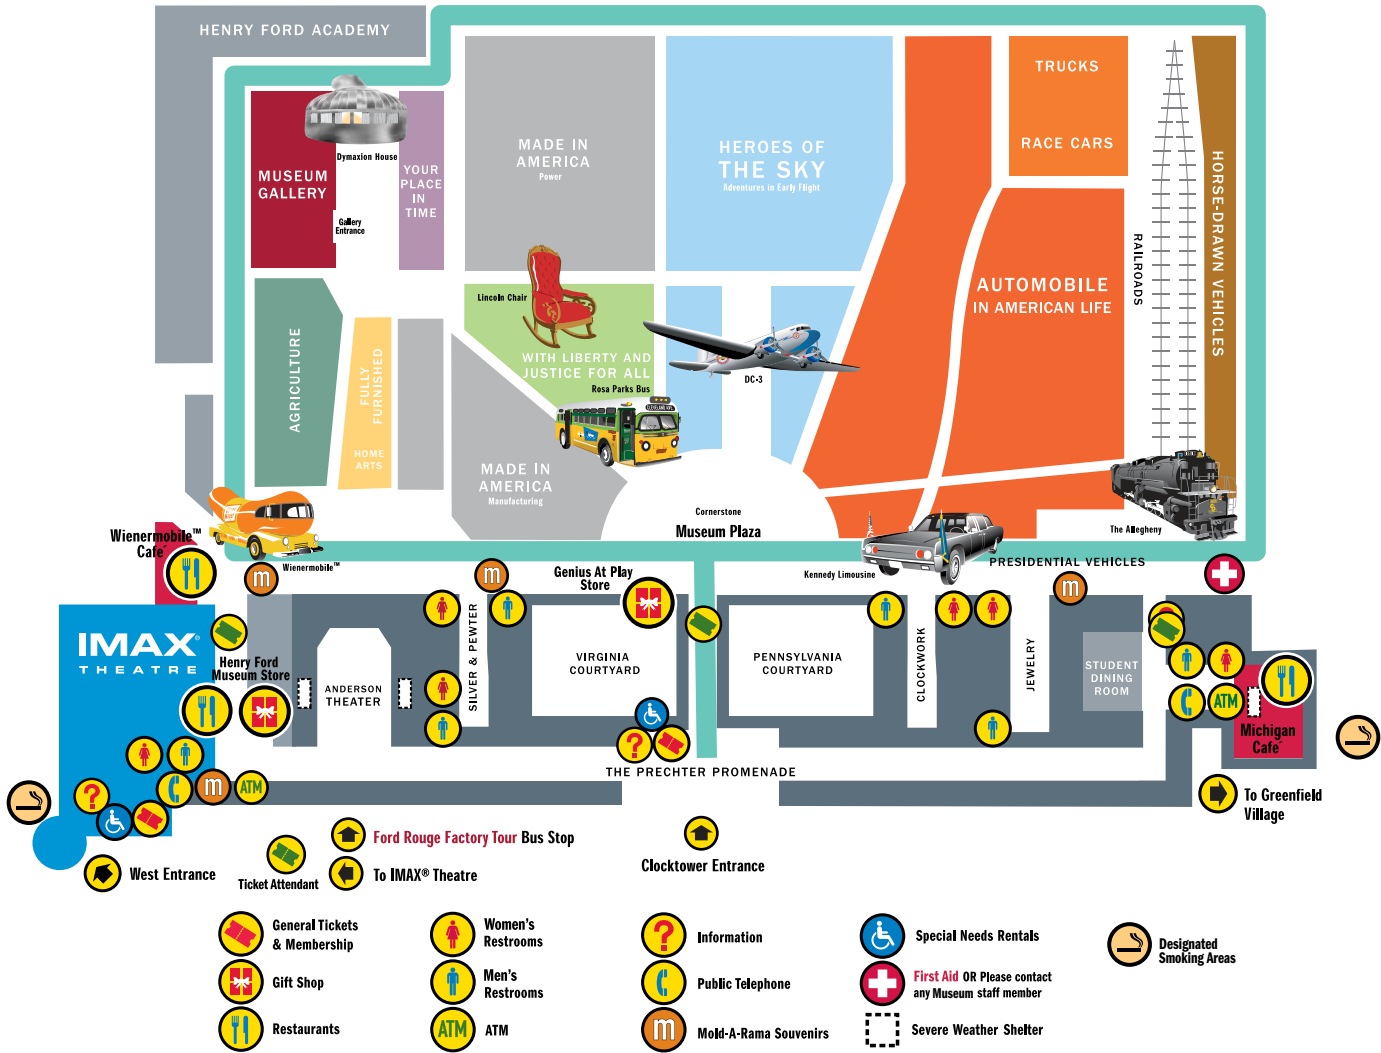 HENRY FORD ACADEMY
MUSEUM
GALLERY
Dymaxion House
Gallery
Entrance
YOUR
PLACE
IN
TIME
MADE IN
AMERICA
Power
HEROES OF
THE SKY
Adventures in Early Flight
TRUCKS
RACE CARS
HORSE-DRAWN VEHICLES
RAILROADS
AUTOMOBILE
IN AMERICAN LIFE
AGRICULTURE
FULLY
FURNISHED
HOME
ARTS
Lincoln Chair
WITH LIBERTY AND
JUSTICE FOR ALL
Rosa Parks Bus
DC-3
MADE IN
AMERICA
Manufacturing
Cornerstone
Museum Plaza
The Allegheny
Wienermobile™
Cafe´
Wienermobile™
m
m
Genius At Play
Store
Kennedy Limousine
PRESIDENTIAL VEHICLES
m
IMAX®
THEATRE
Henry Ford
Museum Store
ANDERSON
THEATER
SILVER & PEWTER
VIRGINIA
COURTYARD
PENNSYLVANIA
COURTYARD
CLOCKWORK
JEWELRY
STUDENT
DINING
ROOM
ATM
Michigan
Cafe´
?
THE PRECHTER PROMENADE
?
m
ATM
To Greenfield
Village
West Entrance
Ticket Attendant
Ford Rouge Factory Tour Bus Stop
To IMAX® Theatre
Clocktower Entrance
General Tickets
& Membership
Gift Shop
Restaurants
Women's
Restrooms
Men's
Restrooms
ATM
ATM
?
Information
Public Telephone
m
Mold-A-Rama Souvenirs
Special Needs Rentals
First Aid OR Please contact
any Museum staff member
Severe Weather Shelter
Designated
Smoking Areas